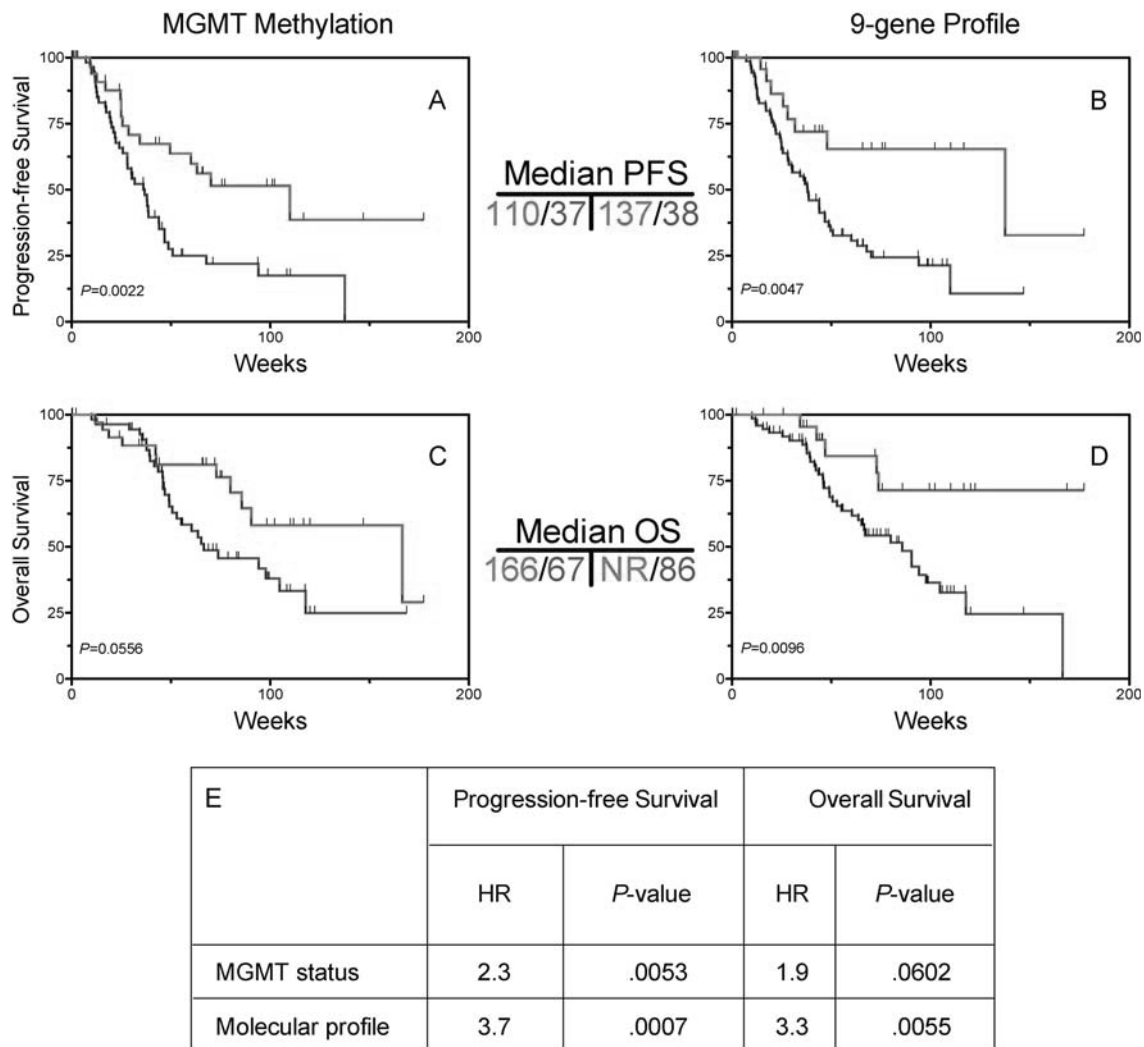 MGMT Methylation
9-gene Profile
Progression-free Survival
100
75
50
25
0
A
P=0.0022
0
100
200
Weeks
Median PFS
110/37 137/38
100
75
50
25
0
B
P=0.0047
0
100
200
Weeks
Overall Survival
100
75
50
25
0
C
P=0.0556
0
100
200
Weeks
Median OS
166/67 NR/86
100
75
50
25
0
D
P=0.0096
0
100
200
Weeks
E
Progression-free Survival Overall Survival
HR P-value HR P-value
MGMT status 2.3 .0053 1.9 .0602
Molecular profile 3.7 .0007 3.3 .0055